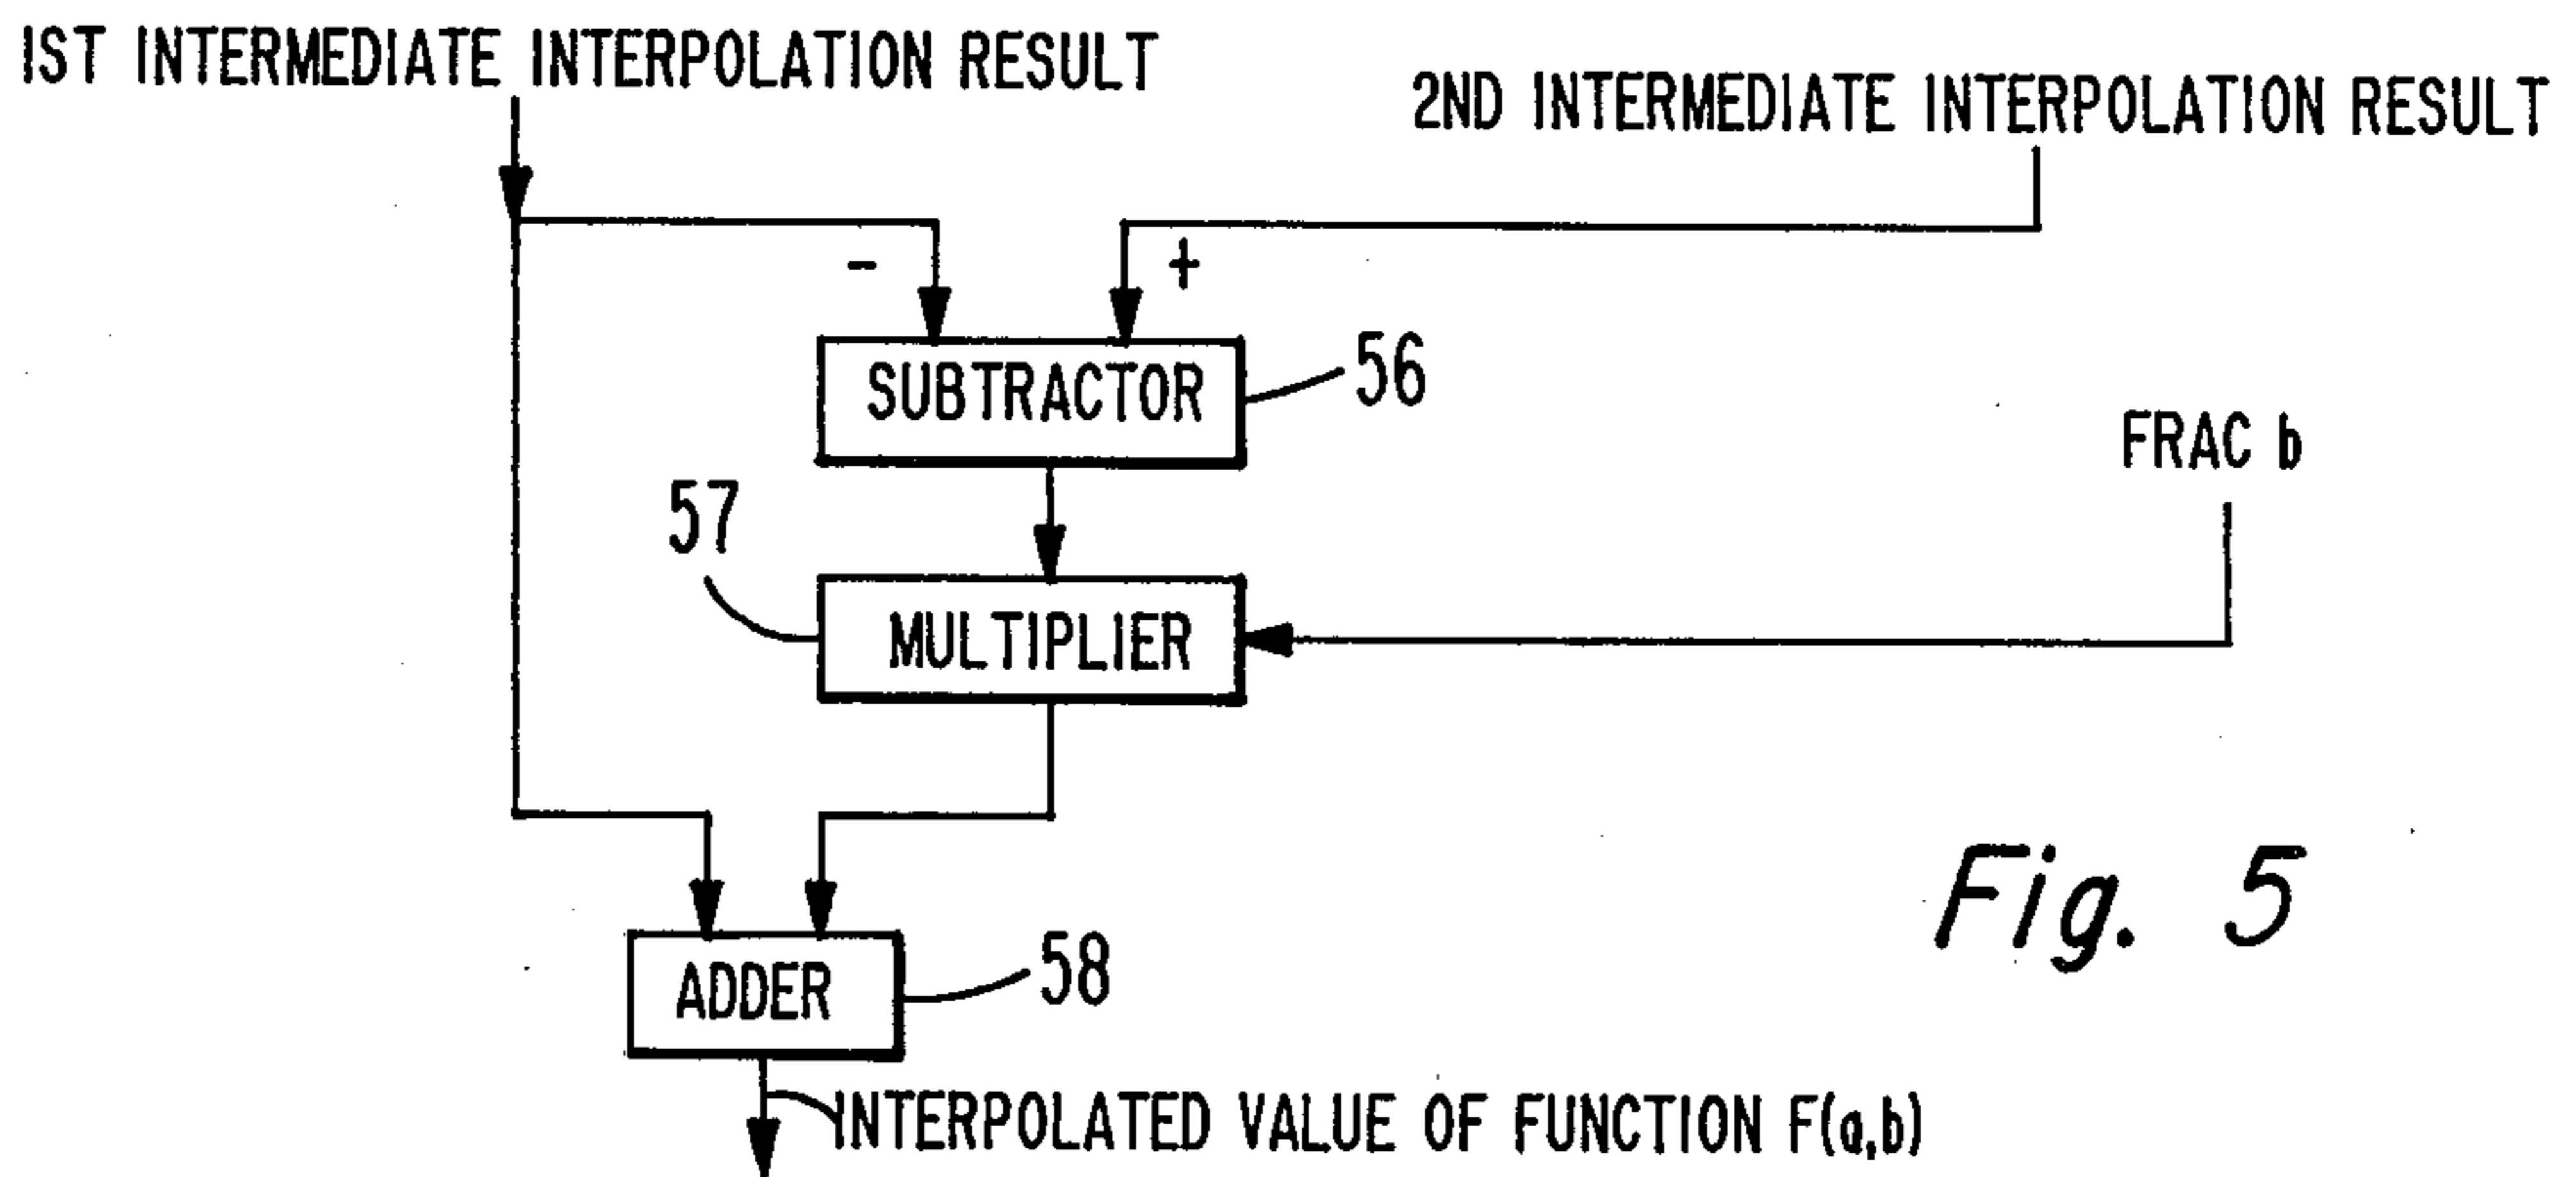 1ST INTERMEDIATE INTERPOLATION RESULT
2ND INTERMEDIATE INTERPOLATION RESULT
-
+
SUBTRACTOR
56
FRAC b
57
MULTIPLIER
ADDER
58
Fig. 5
INTERPOLATED VALUE OF FUNCTION F(a,b)